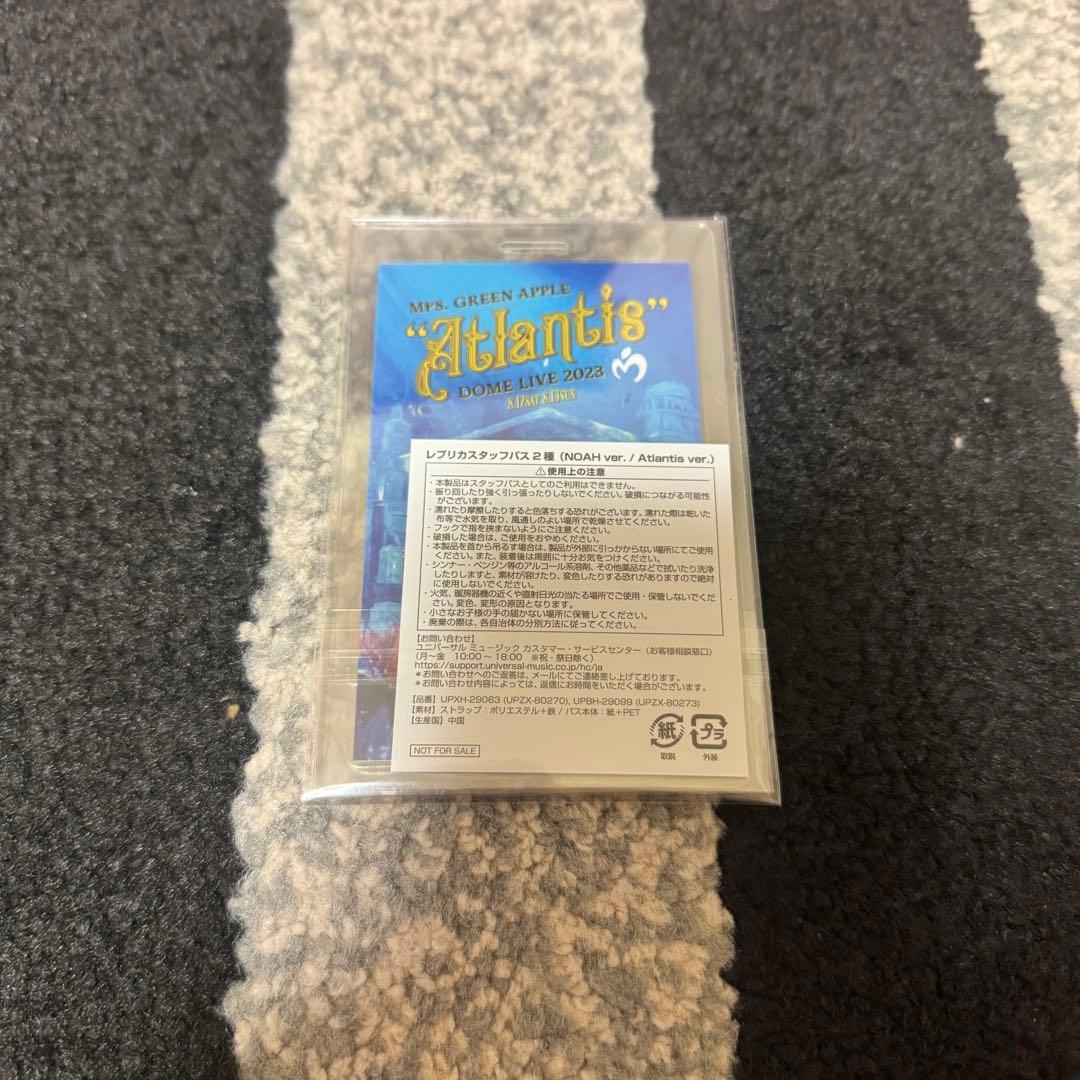 Mrs. GREEN APPLE
“Atlantis”
DOME LIVE 2023
8.12SAT 8.13SUN
レプリカスタッフパス2種（NOAH ver. / Atlantis ver.）
⚠使用上の注意
・本製品はスタッフパスとしてのご利用はできません。
・振り回したり強く引っ張ったりしないでください。破損につながる可能性
がございます。
・濡れたり摩擦したりすると色落ちする恐れがございます。濡れた際は乾いた
布等で水気を取り、風通しのよい場所で乾燥させてください。
・フックで指を挟まないようにご注意ください。
・破損した場合は、ご使用をおやめください。
・本製品を首から吊るす場合は、製品が外部に引っかからない場所にてご使用
ください。また、装着後は周囲に十分お気をつけください。
・シンナー・ベンジン等のアルコール系溶剤、その他薬品などで拭いたり洗浄
したりしますと、素材が溶けたり、変色したりする恐れがありますので絶対
に使用しないでください。
・火気、暖房器機の近くや直射日光の当たる場所でご使用・保管しないでくだ
さい。変色、変形の原因となります。
・小さなお子様の手の届かない場所に保管してください。
・廃棄の際は、各自治体の分別方法に従ってください。
【お問い合わせ】
ユニバーサル ミュージック カスタマー・サービスセンター（お客様相談窓口）
（月〜金　10:00〜18:00　※祝・祭日除く）
https://support.universal-music.co.jp/hc/ja
＊お問い合わせへのご返答は、メールにてご連絡差し上げております。
＊お問い合わせ内容によっては、返信にお時間をいただく場合がございます。
【品番】UPXH-29063 (UPZX-80270), UPBH-29099 (UPZX-80273)
【素材】ストラップ：ポリエステル＋鉄 / パス本体：紙＋PET
【生産国】中国
NOT FOR SALE
紙
取説
プラ
外装